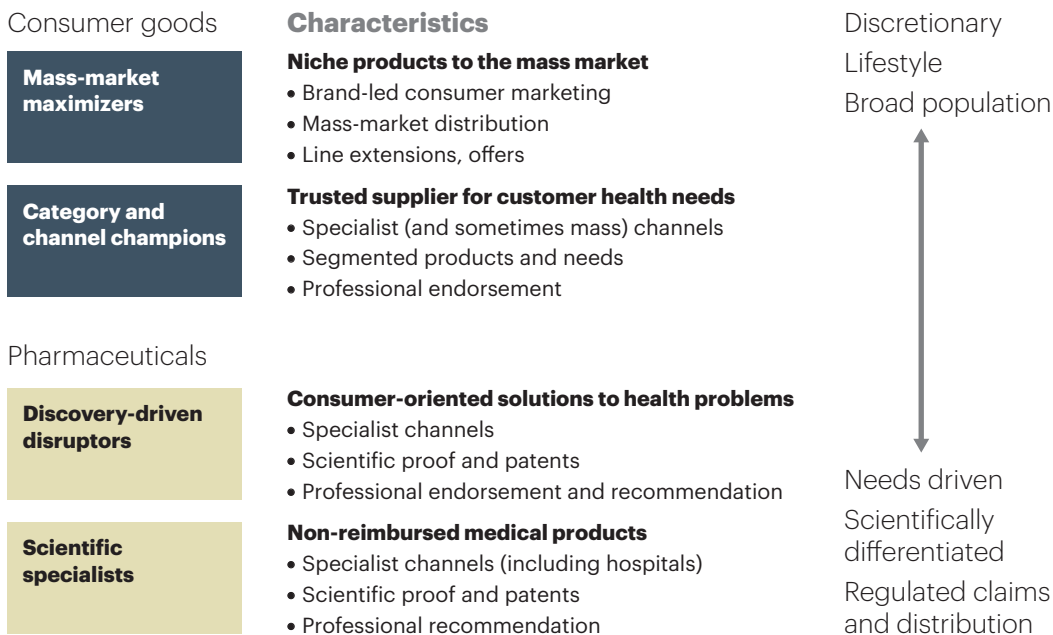 Consumer goods
Characteristics
Discretionary
Lifestyle
Broad population
Mass-market
maximizers
Niche products to the mass market
• Brand-led consumer marketing
• Mass-market distribution
• Line extensions, offers
Category and
channel champions
Trusted supplier for customer health needs
• Specialist (and sometimes mass) channels
• Segmented products and needs
• Professional endorsement
Pharmaceuticals
Discovery-driven
disruptors
Consumer-oriented solutions to health problems
• Specialist channels
• Scientific proof and patents
• Professional endorsement and recommendation
Scientific
specialists
Non-reimbursed medical products
• Specialist channels (including hospitals)
• Scientific proof and patents
• Professional recommendation
Needs driven
Scientifically
differentiated
Regulated claims
and distribution